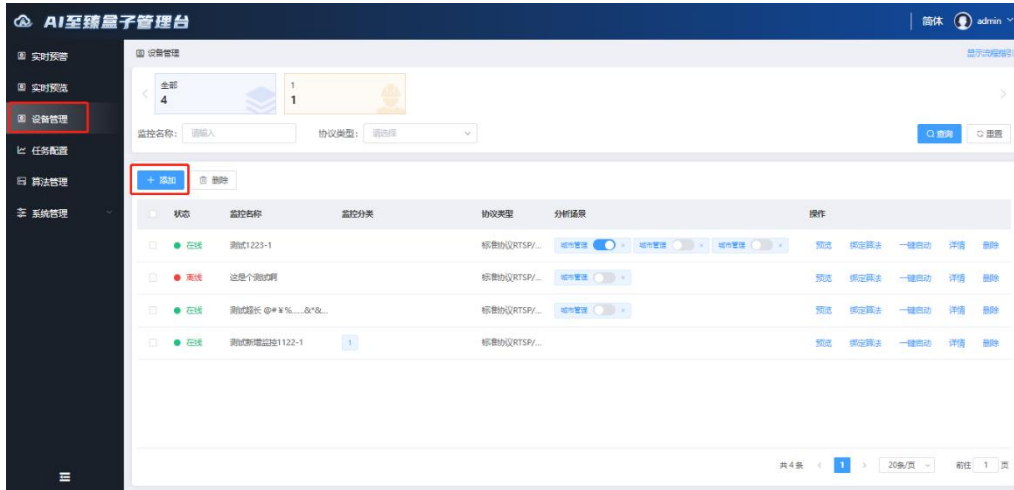 AI至臻盒子管理台
简体 admin
实时预警
实时预览
设备管理
任务配置
算法管理
系统管理
设备管理 显示流程指引
全部
4
1
1
监控名称： 请输入 协议类型： 请选择 查询 重置
+ 添加 删除
状态 监控名称 监控分类 协议类型 分析场景 操作
在线 测试1223-1 标准协议RTSP/... 城市管理 × 城市管理 × 城市管理 × 预览 绑定算法 一键启动 详情 删除
离线 这是个测试啊 标准协议RTSP/... 城市管理 × 预览 绑定算法 一键启动 详情 删除
在线 测试超长 @#￥%......&*&... 标准协议RTSP/... 城市管理 × 预览 绑定算法 一键启动 详情 删除
在线 测试新增监控1122-1 1 标准协议RTSP/... 预览 绑定算法 一键启动 详情 删除
共 4 条 < 1 > 20条/页 前往 1 页